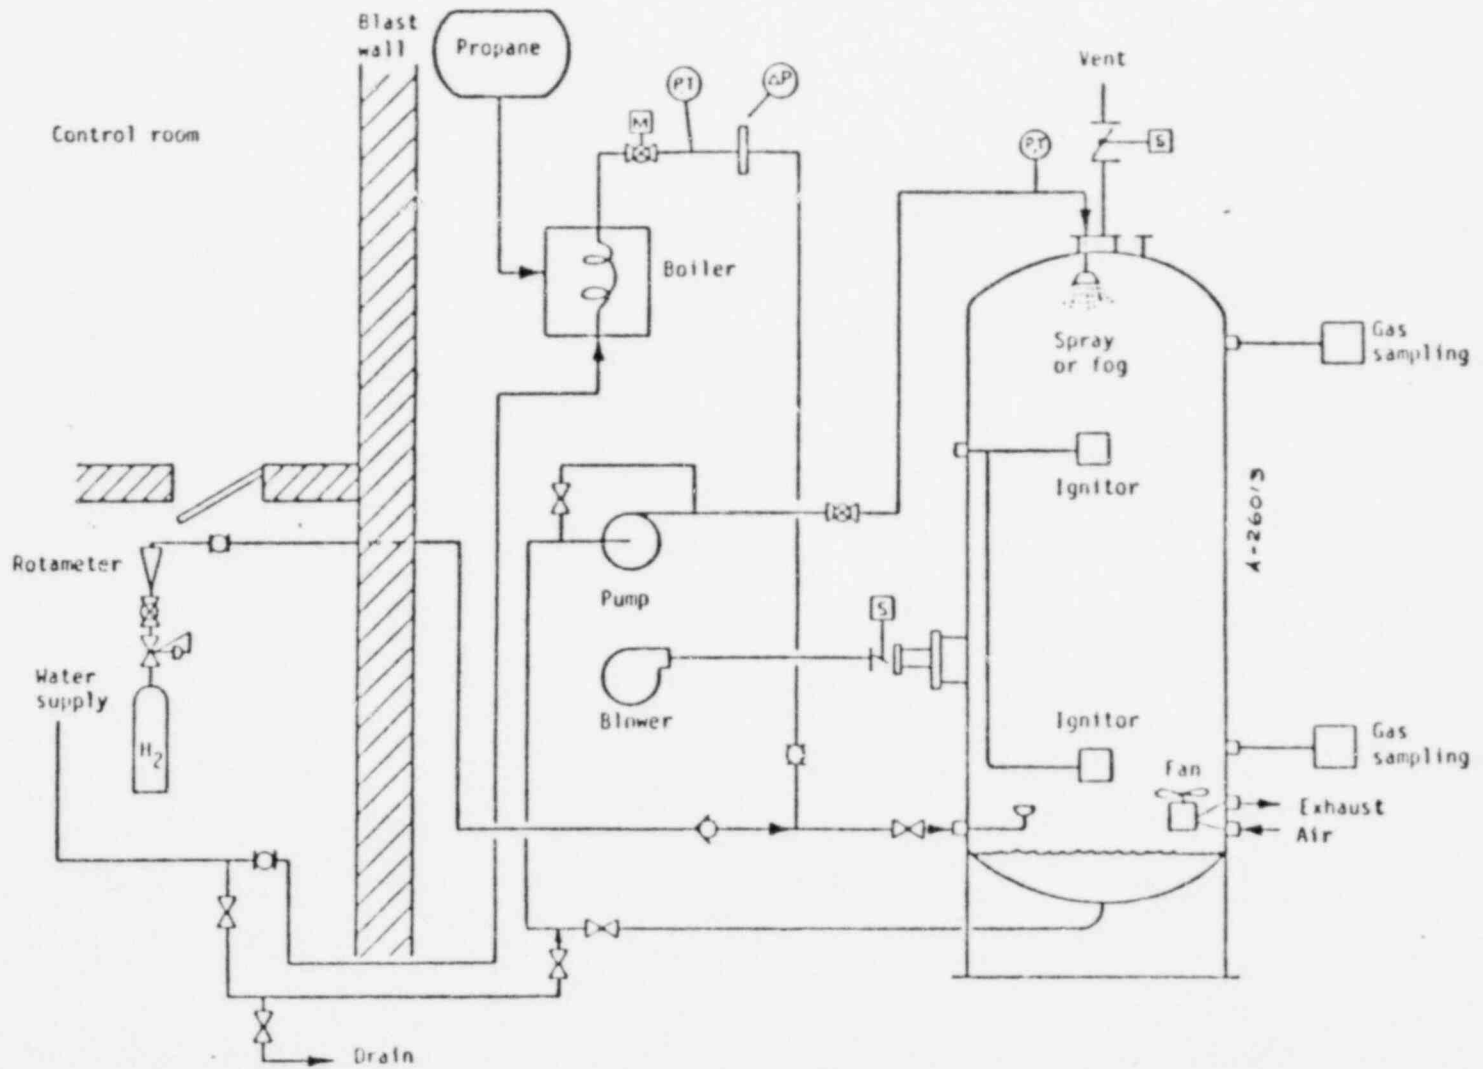 Blast
wall
Propane
Control room
PT
ΔP
M
Vent
PT
S
Boiler
Spray
or fog
Gas
sampling
Ignitor
A-26013
Rotameter
Pump
S
Water
supply
H2
Blower
Ignitor
Fan
Gas
sampling
Exhaust
Air
Drain